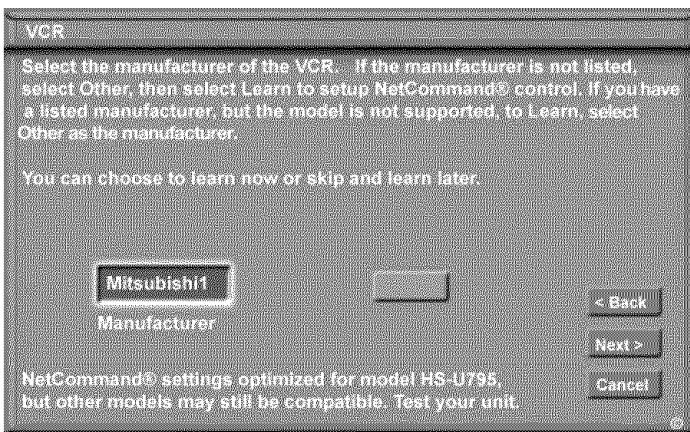 VCR
Select the manufacturer of the VCR. If the manufacturer is not listed,
select Other, then select Learn to setup NetCommand® control. If you have
a listed manufacturer, but the model is not supported, to Learn, select
Other as the manufacturer.
You can choose to learn now or skip and learn later.
Mitsubishi1
Manufacturer
< Back
Next >
Cancel
NetCommand® settings optimized for model HS-U795,
but other models may still be compatible. Test your unit.
©